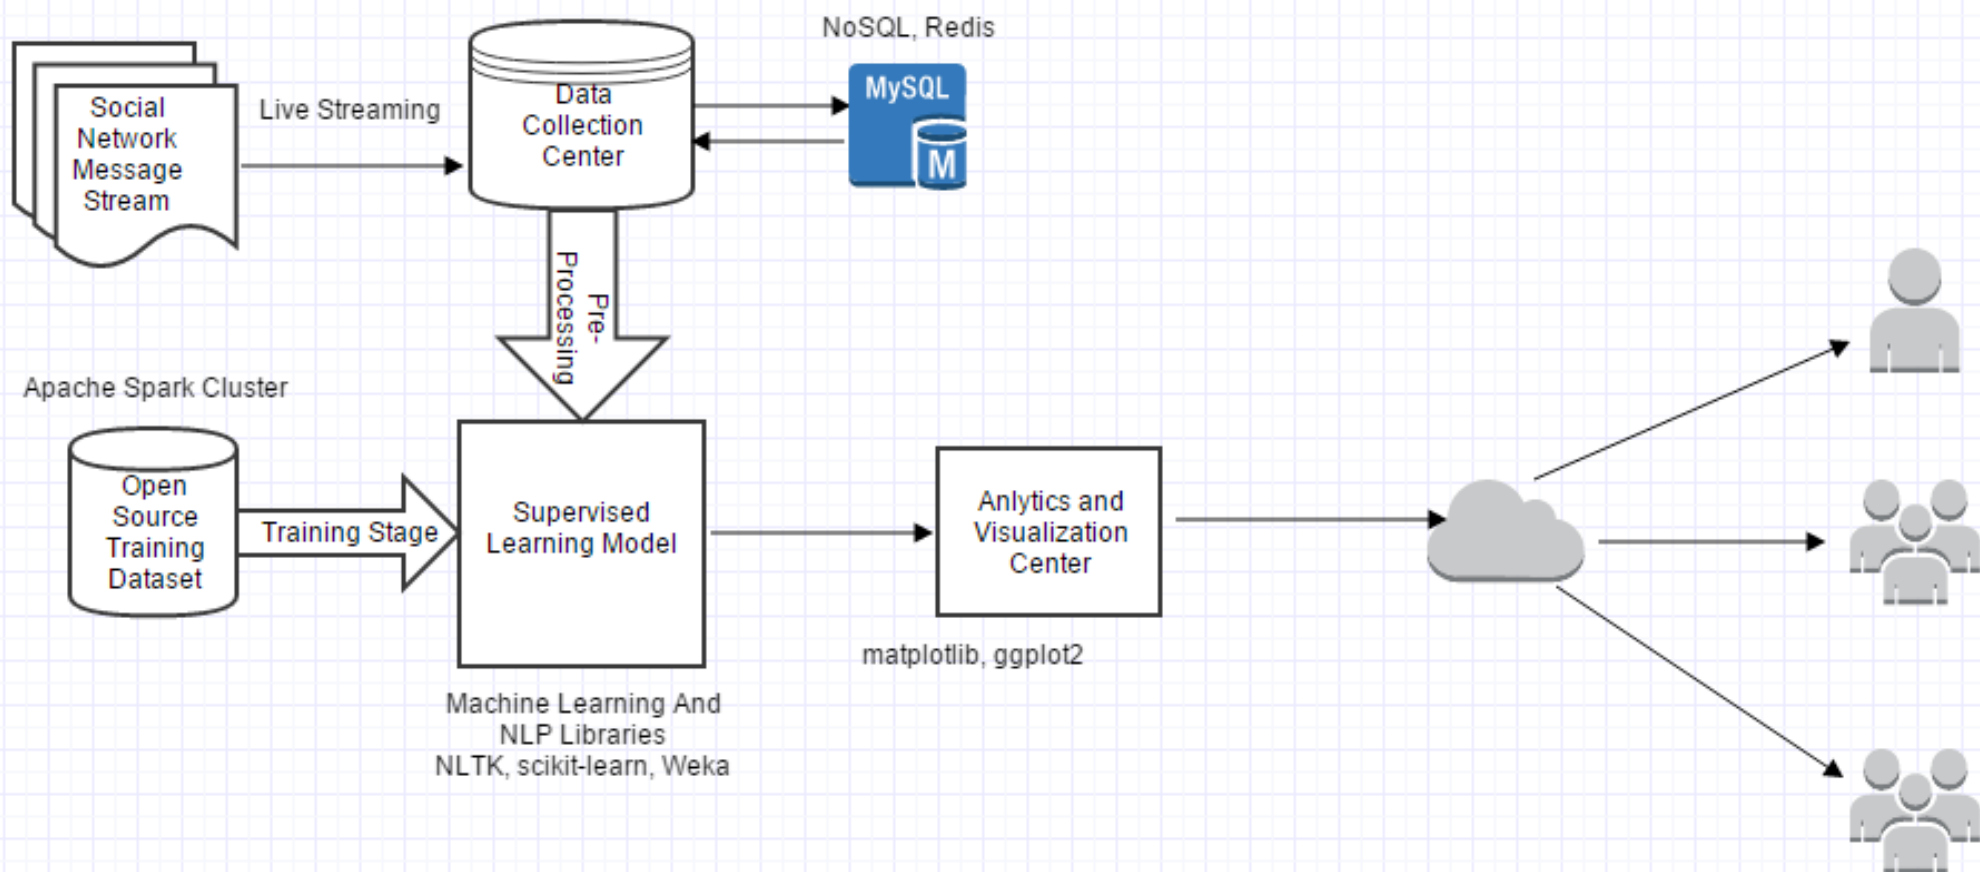 NoSQL, Redis
Social
Network
Message
Stream
Live Streaming
Data
Collection
Center
MySQL
M
Pre-
Processing
Apache Spark Cluster
Open
Source
Training
Dataset
Training Stage
Supervised
Learning Model
Anlytics and
Visualization
Center
matplotlib, ggplot2
Machine Learning And
NLP Libraries
NLTK, scikit-learn, Weka